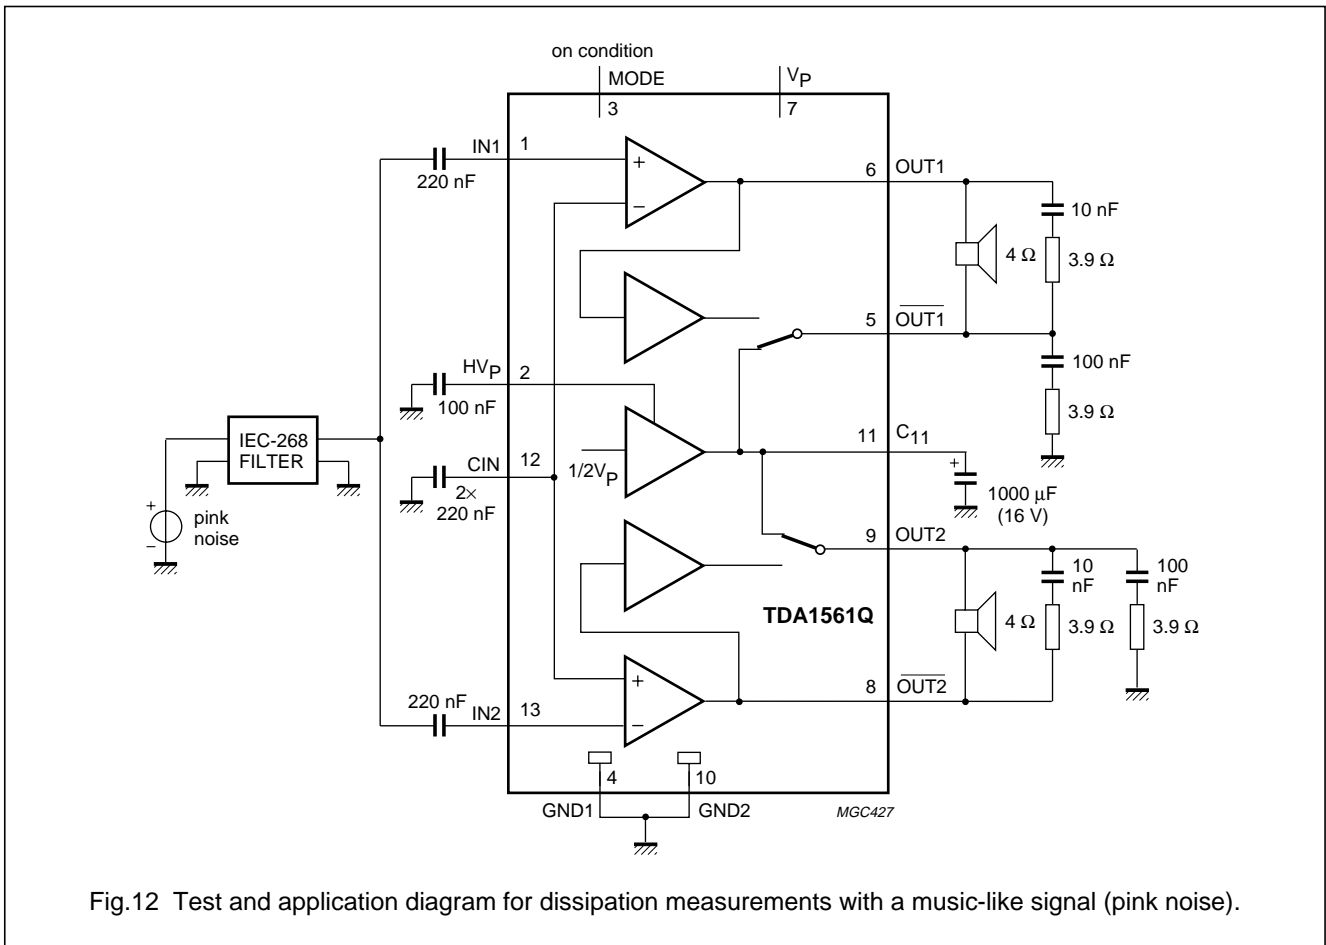 on condition
MODE
VP
3
7
IN1
1
220 nF
+
−
6
OUT1
10 nF
4 Ω
3.9 Ω
5
OUT1
HVP
2
100 nF
100 nF
3.9 Ω
11
C11
1/2VP
+
1000 μF
(16 V)
IEC-268
FILTER
CIN
12
2×
220 nF
+
−
pink
noise
9
OUT2
10
nF
100
nF
TDA1561Q
4 Ω
3.9 Ω
3.9 Ω
8
OUT2
220 nF
IN2
13
+
−
4
10
GND1
GND2
MGC427
Fig.12 Test and application diagram for dissipation measurements with a music-like signal (pink noise).